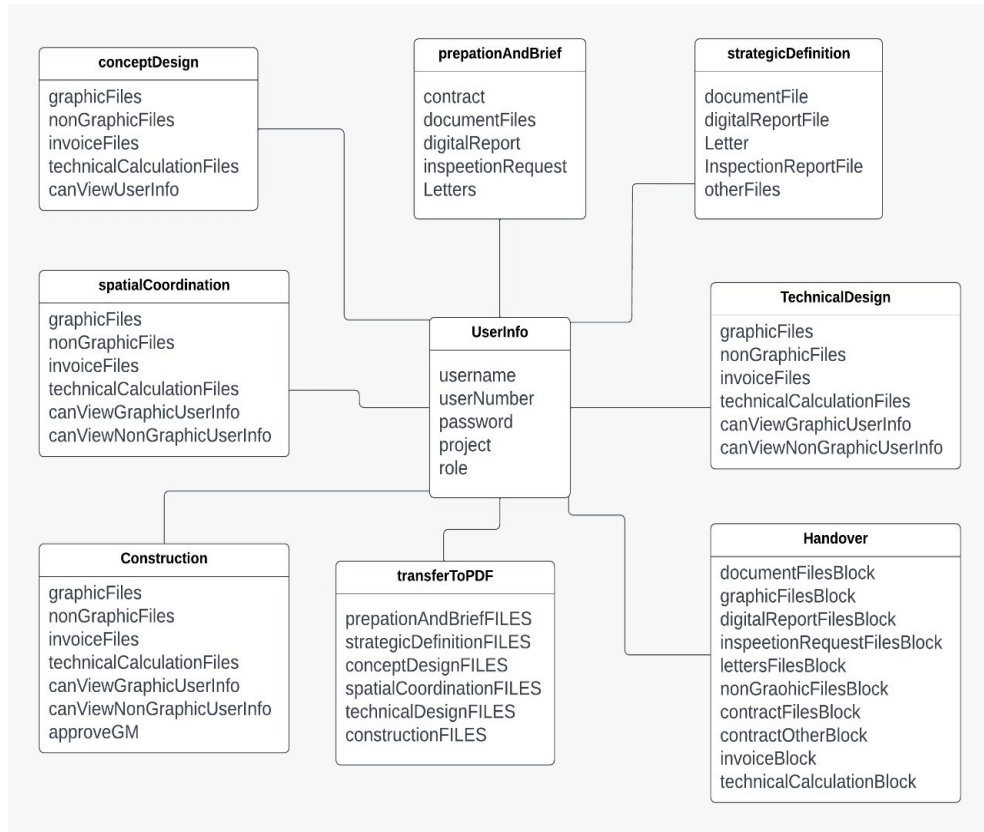 conceptDesign
graphicFiles
nonGraphicFiles
invoiceFiles
technicalCalculationFiles
canViewUserInfo
prepationAndBrief
contract
documentFiles
digitalReport
inspeetionRequest
Letters
strategicDefinition
documentFile
digitalReportFile
Letter
InspectionReportFile
otherFiles
spatialCoordination
graphicFiles
nonGraphicFiles
invoiceFiles
technicalCalculationFiles
canViewGraphicUserInfo
canViewNonGraphicUserInfo
UserInfo
username
userNumber
password
project
role
TechnicalDesign
graphicFiles
nonGraphicFiles
invoiceFiles
technicalCalculationFiles
canViewGraphicUserInfo
canViewNonGraphicUserInfo
Construction
graphicFiles
nonGraphicFiles
invoiceFiles
technicalCalculationFiles
canViewGraphicUserInfo
canViewNonGraphicUserInfo
approveGM
transferToPDF
prepationAndBriefFILES
strategicDefinitionFILES
conceptDesignFILES
spatialCoordinationFILES
technicalDesignFILES
constructionFILES
Handover
documentFilesBlock
graphicFilesBlock
digitalReportFilesBlock
inspeetionRequestFilesBlock
lettersFilesBlock
nonGraohicFilesBlock
contractFilesBlock
contractOtherBlock
invoiceBlock
technicalCalculationBlock